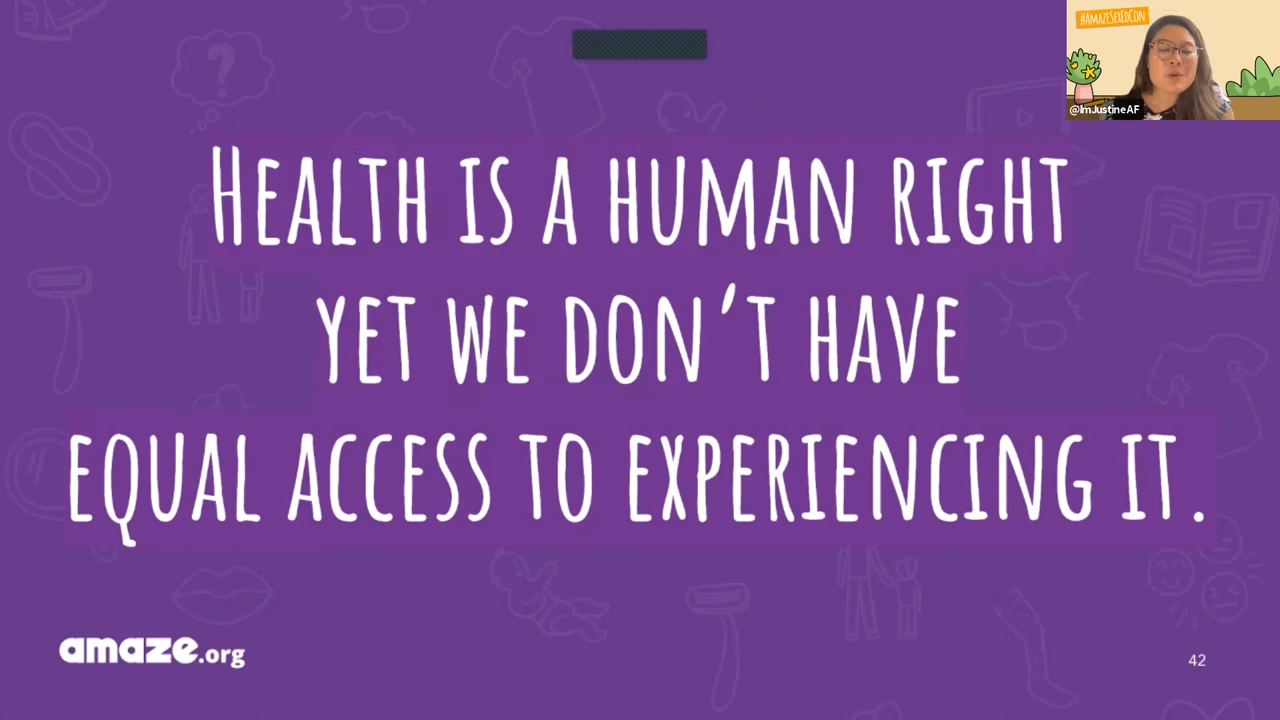 #AMAZESEXEDCON
@ImJustineAF
HEALTH IS A HUMAN RIGHT
YET WE DON'T HAVE
EQUAL ACCESS TO EXPERIENCING IT.
amaze.org
42